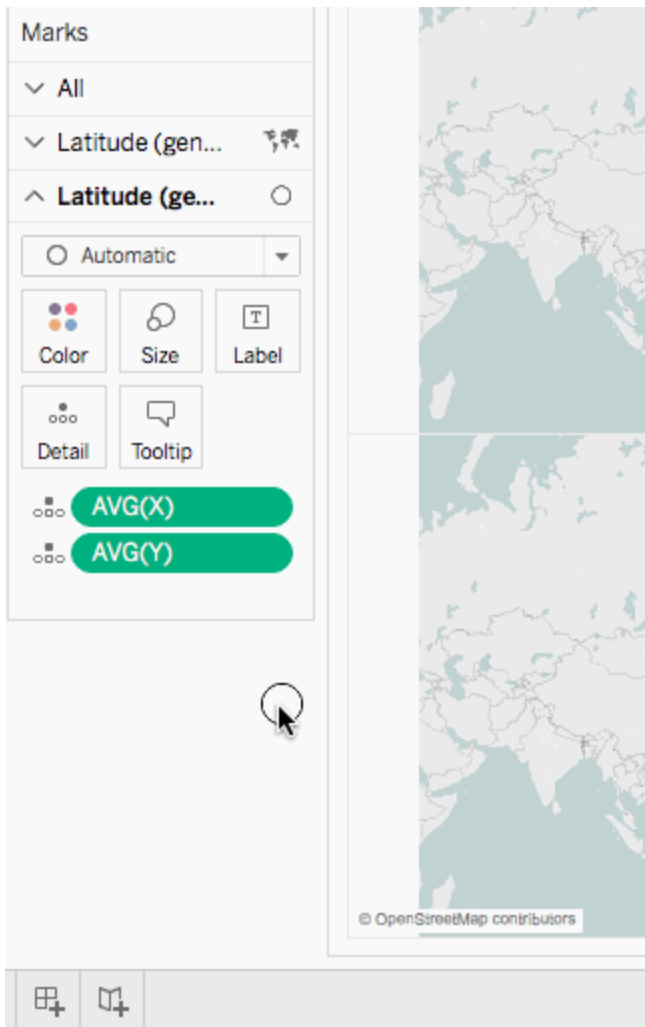 Marks
All
Latitude (gen...
Latitude (ge...
Automatic
Color Size Label
T
Detail Tooltip
AVG(X)
AVG(Y)
© OpenStreetMap contributors